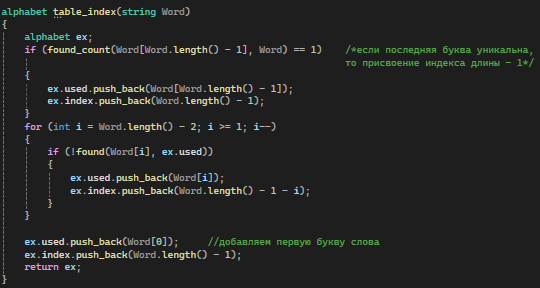 alphabet table_index(string Word)
{
    alphabet ex;
    if (found_count(Word[Word.length() - 1], Word) == 1)    /*если последняя буква уникальна,
                                                            то присвоение индекса длины - 1*/
    {
        ex.used.push_back(Word[Word.length() - 1]);
        ex.index.push_back(Word.length() - 1);
    }
    for (int i = Word.length() - 2; i >= 1; i--)
    {
        if (!found(Word[i], ex.used))
        {
            ex.used.push_back(Word[i]);
            ex.index.push_back(Word.length() - 1 - i);
        }
    }

    ex.used.push_back(Word[0]);    //добавляем первую букву слова
    ex.index.push_back(Word.length() - 1);
    return ex;
}